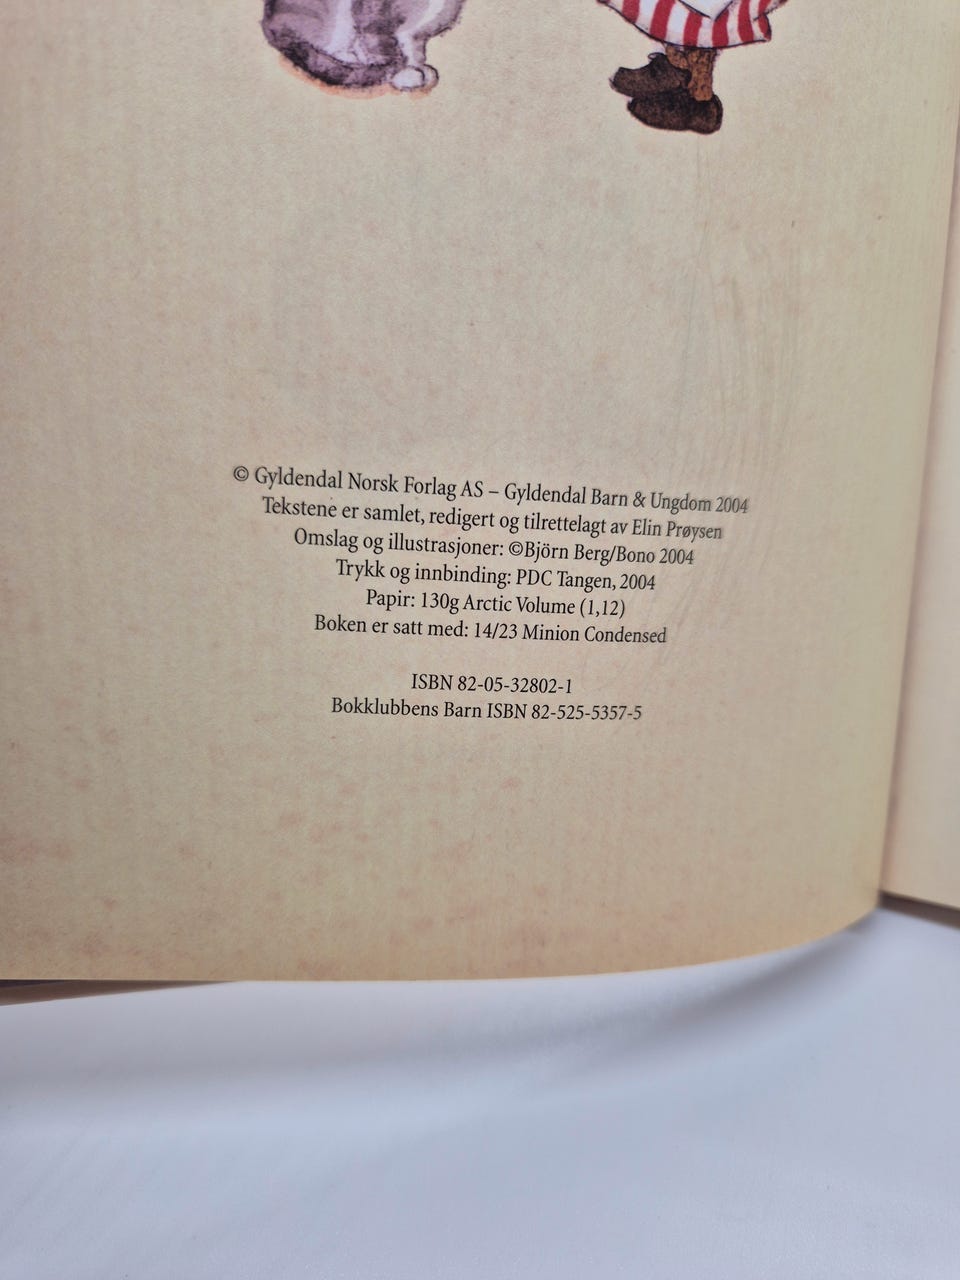 © Gyldendal Norsk Forlag AS – Gyldendal Barn & Ungdom 2004
Tekstene er samlet, redigert og tilrettelagt av Elin Prøysen
Omslag og illustrasjoner: ©Björn Berg/Bono 2004
Trykk og innbinding: PDC Tangen, 2004
Papir: 130g Arctic Volume (1,12)
Boken er satt med: 14/23 Minion Condensed
ISBN 82-05-32802-1
Bokklubbens Barn ISBN 82-525-5357-5